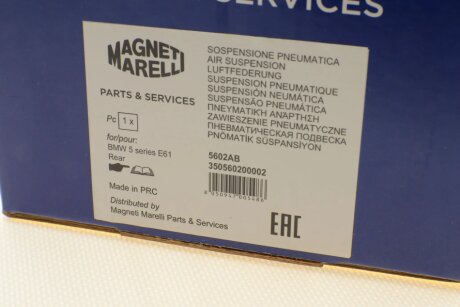 SERVICES
MAGNETI
MARELLI
PARTS & SERVICES
Pc 1 x
for/pour:
BMW 5 series E61
Rear
Made in PRC
Distributed by
Magneti Marelli Parts & Services
SOSPENSIONE PNEUMATICA
AIR SUSPENSION
LUFTFEDERUNG
SUSPENSION PNEUMATIQUE
SUSPENSIÓN NEUMÁTICA
SUSPENSÃO PNEUMÁTICA
ΠΝΕΥΜΑΤΙΚΗ ΑΝΑΡΤΗΣΗ
ZAWIESZENIE PNEUMATYCZNE
ПНЕВМАТИЧЕСКАЯ ПОДВЕСКА
PNÖMATİK SÜSPANSİYON
5602AB
350560200002
8050947005486
EAC